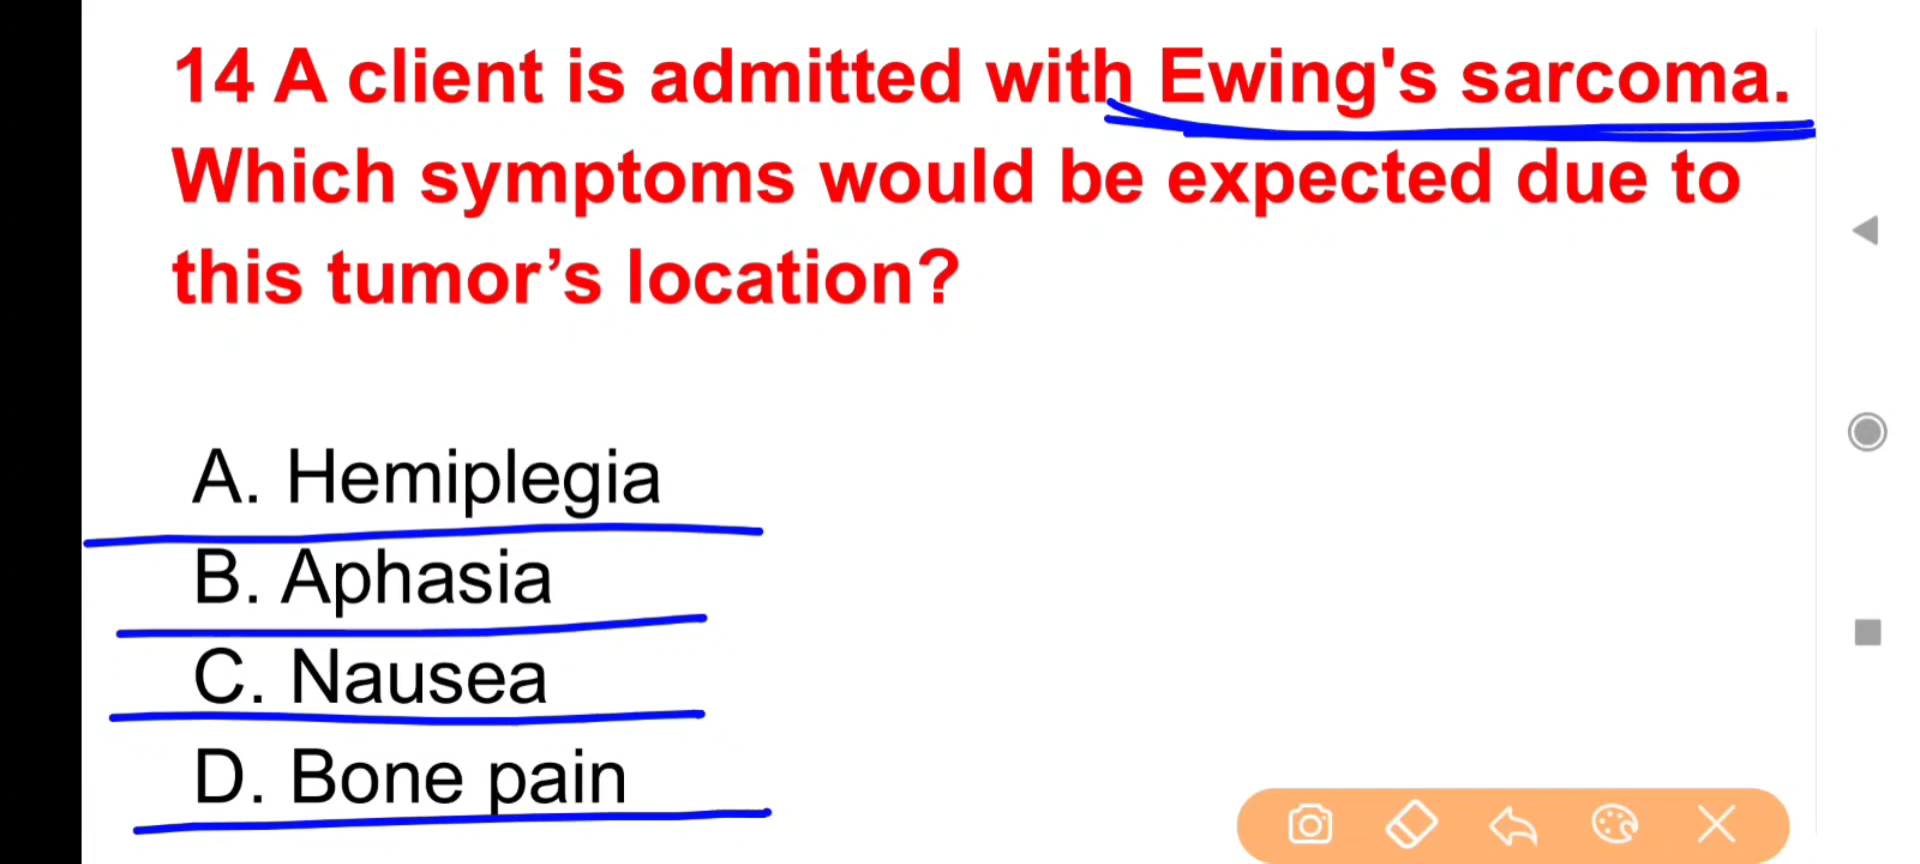 14 A client is admitted with Ewing's sarcoma.
Which symptoms would be expected due to
this tumor’s location?
A. Hemiplegia
B. Aphasia
C. Nausea
D. Bone pain